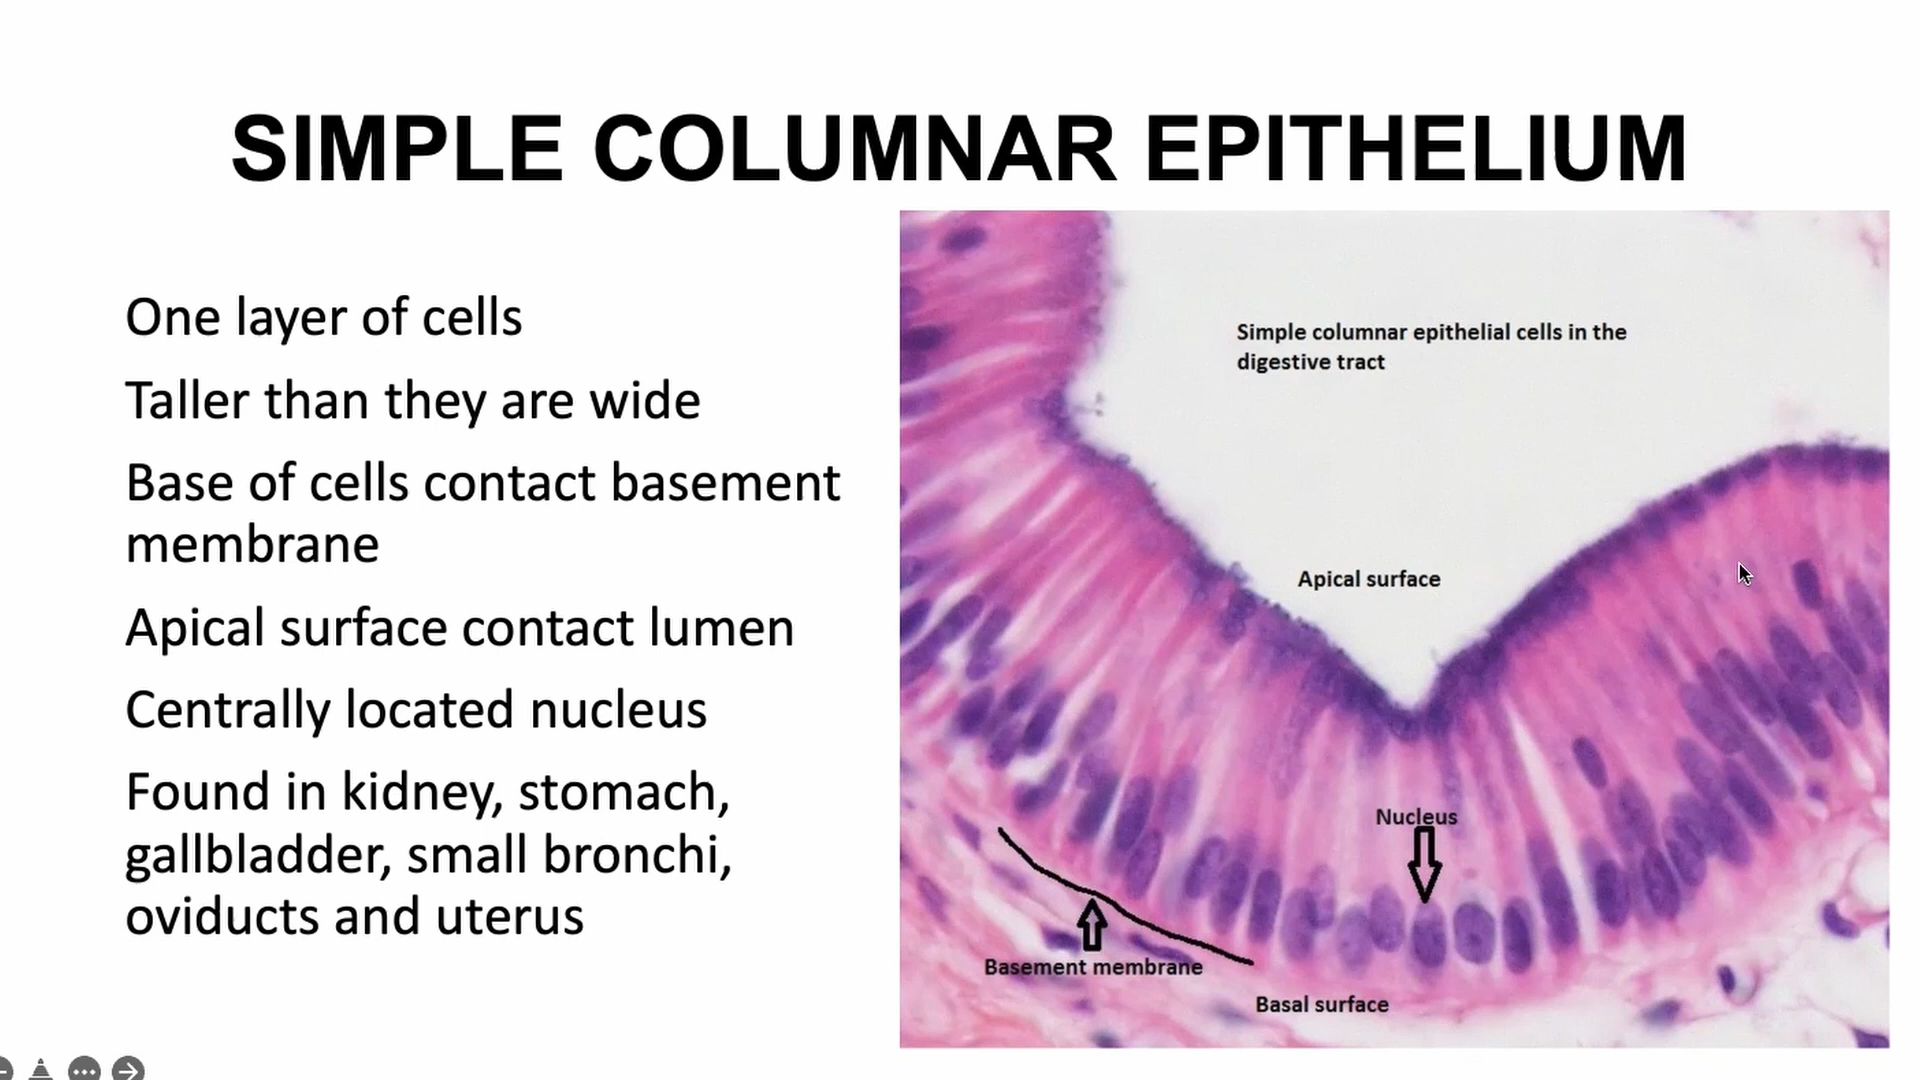 SIMPLE COLUMNAR EPITHELIUM
One layer of cells
Taller than they are wide
Base of cells contact basement
membrane
Apical surface contact lumen
Centrally located nucleus
Found in kidney, stomach,
gallbladder, small bronchi,
oviducts and uterus
Simple columnar epithelial cells in the
digestive tract
Apical surface
Nucleus
Basement membrane
Basal surface